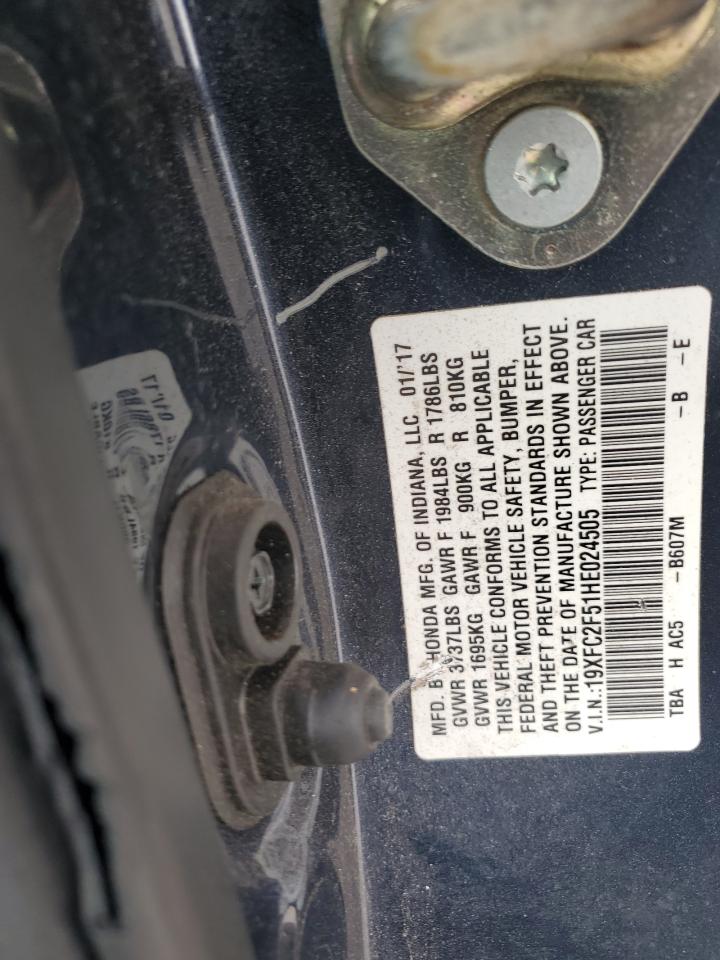 MFD. BY HONDA MFG. OF INDIANA, LLC 01/'17
GVWR 3737LBS GAWR F 1984LBS R 1786LBS
GVWR 1695KG GAWR F 900KG R 810KG
THIS VEHICLE CONFORMS TO ALL APPLICABLE
FEDERAL MOTOR VEHICLE SAFETY, BUMPER,
AND THEFT PREVENTION STANDARDS IN EFFECT
ON THE DATE OF MANUFACTURE SHOWN ABOVE.
V.I.N.:19XFC2F51HE024505 TYPE: PASSENGER CAR
TBA H AC5 -B607M -B -E